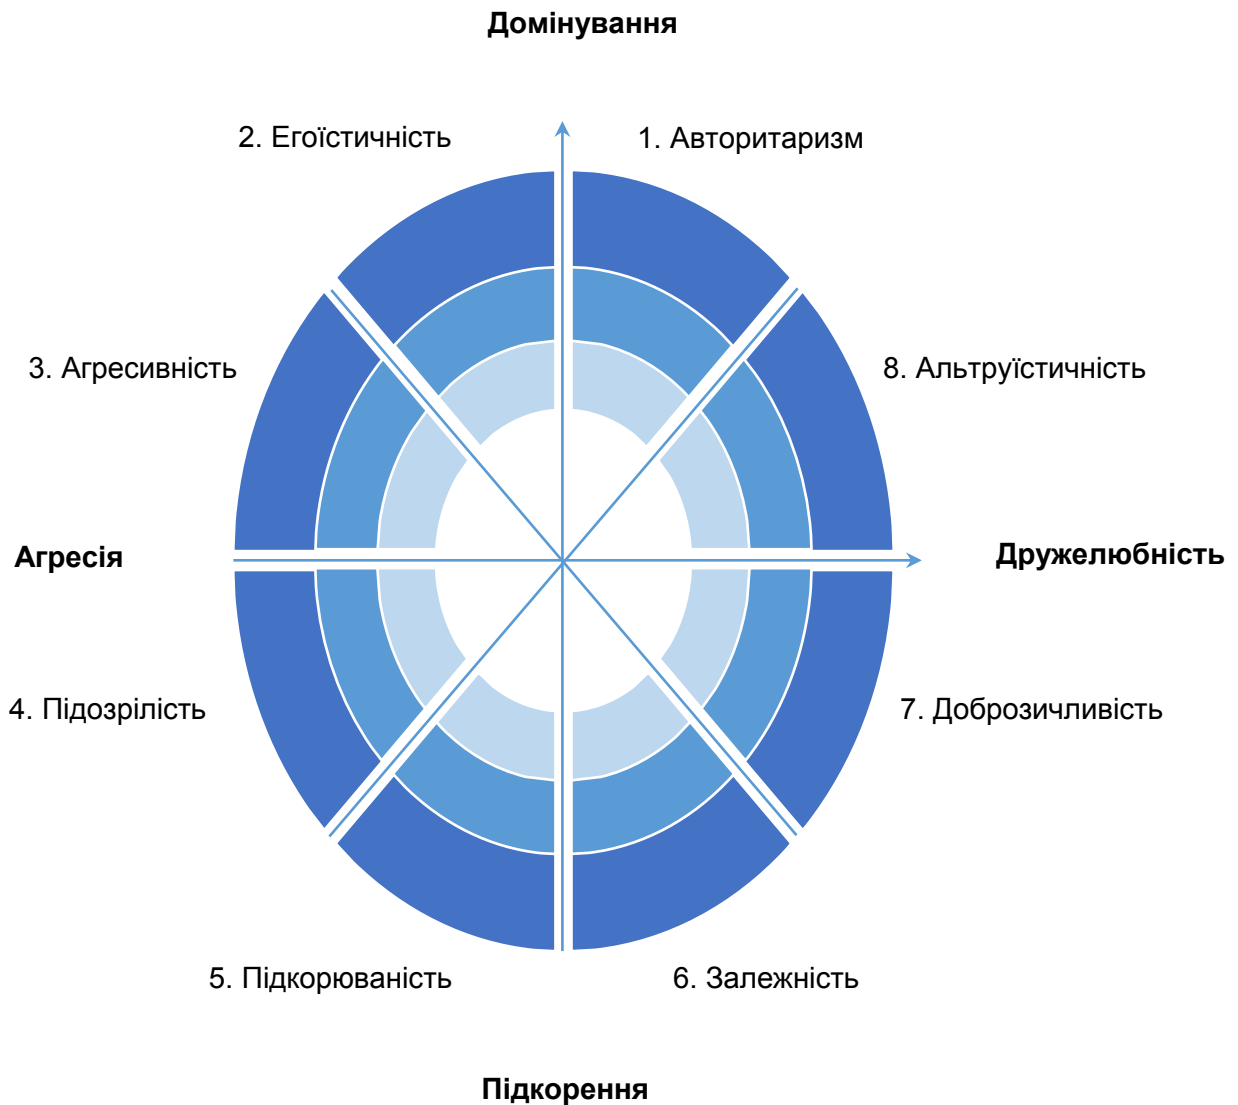 Домінування
2. Егоїстичність
1. Авторитаризм
3. Агресивність
8. Альтруїстичність
Агресія
Дружелюбність
4. Підозрілість
7. Доброзичливість
5. Підкорюваність
6. Залежність
Підкорення